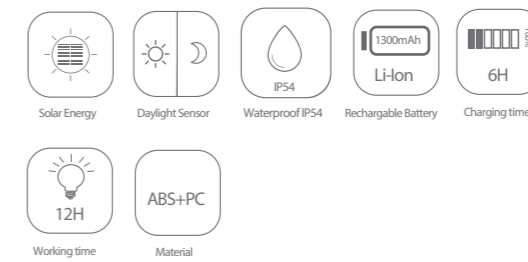 IP54
1300mAh
Li-Ion
6H
Solar Energy
Daylight Sensor
Waterproof IP54
Rechargable Battery
Charging time
12H
ABS+PC
Working time
Material